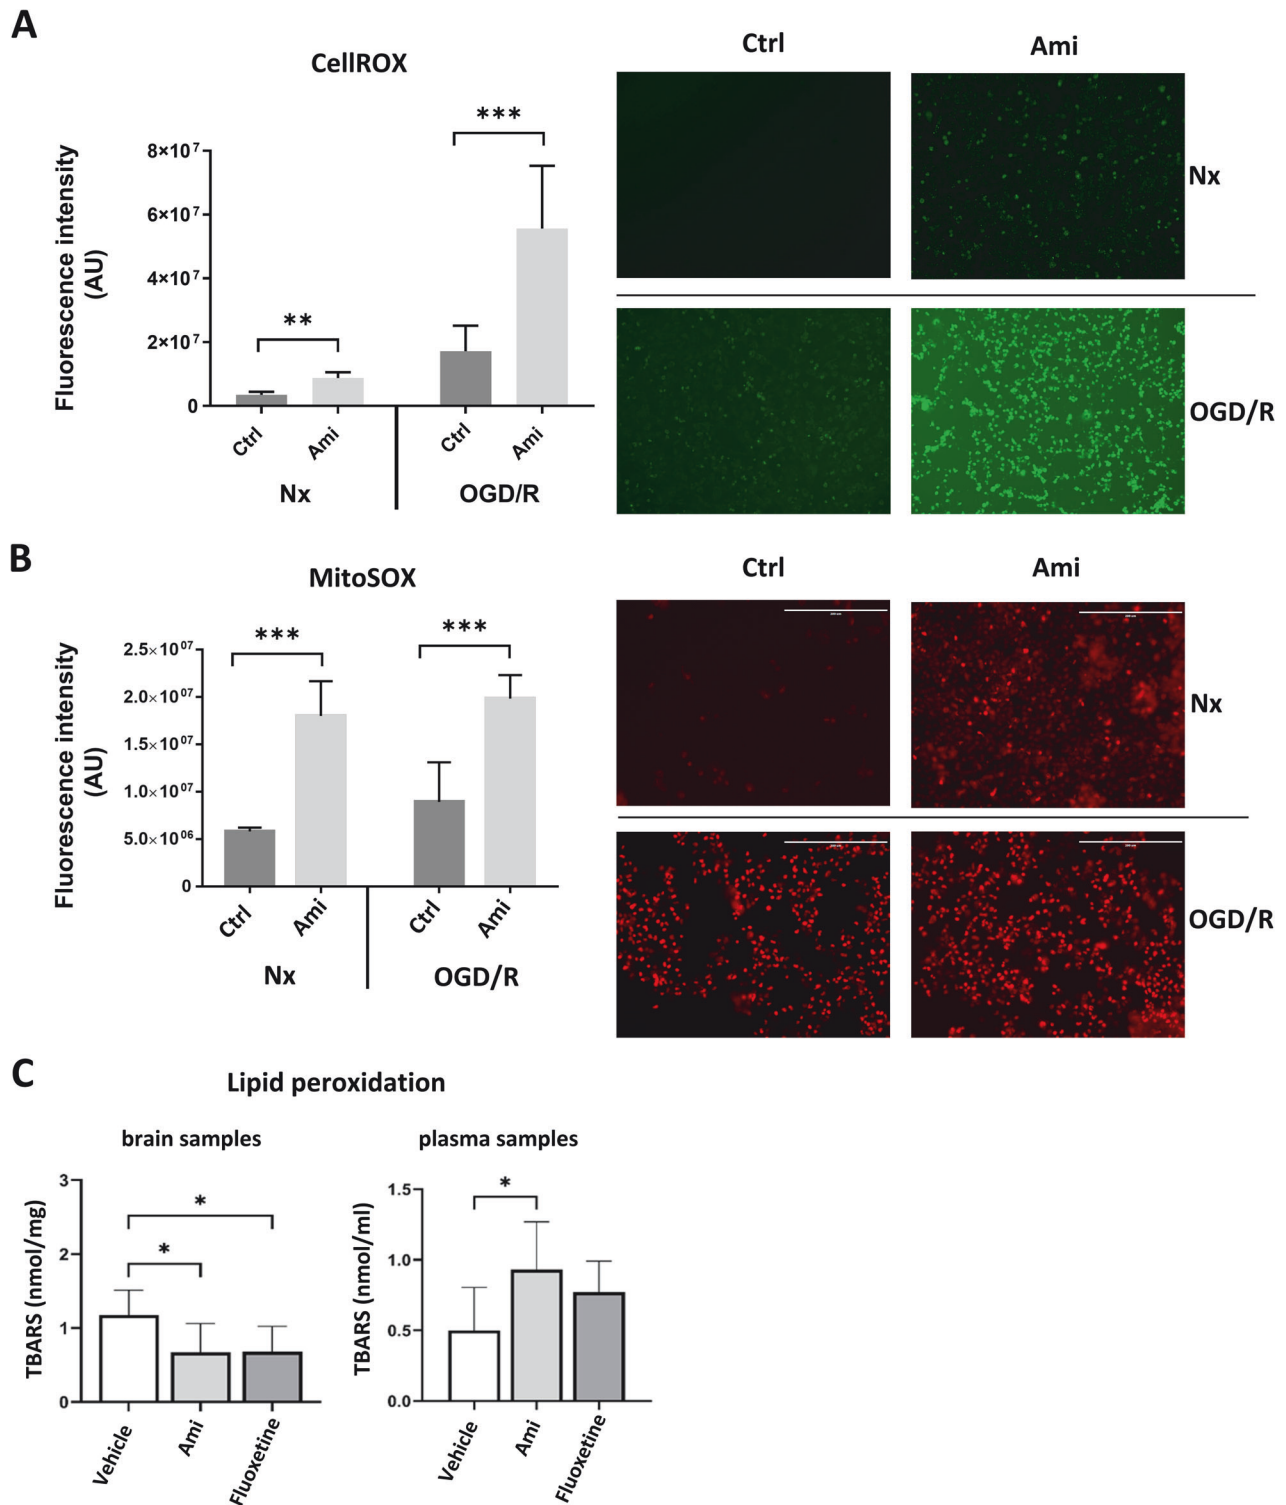 A
CellROX
Fluorescence intensity
(AU)
8×10⁷
6×10⁷
4×10⁷
2×10⁷
0
**
***
Ctrl
Ami
Ctrl
Ami
Nx
OGD/R
Ctrl
Ami
Nx
OGD/R
B
MitoSOX
Fluorescence intensity
(AU)
2.5×10⁰⁷
2.0×10⁰⁷
1.5×10⁰⁷
1.0×10⁰⁷
5.0×10⁰⁶
0
***
***
Ctrl
Ami
Ctrl
Ami
Nx
OGD/R
Ctrl
Ami
Nx
OGD/R
C
Lipid peroxidation
brain samples
TBARS (nmol/mg)
3
2
1
0
*
*
Vehicle
Ami
Fluoxetine
plasma samples
TBARS (nmol/ml)
1.5
1.0
0.5
0.0
*
Vehicle
Ami
Fluoxetine